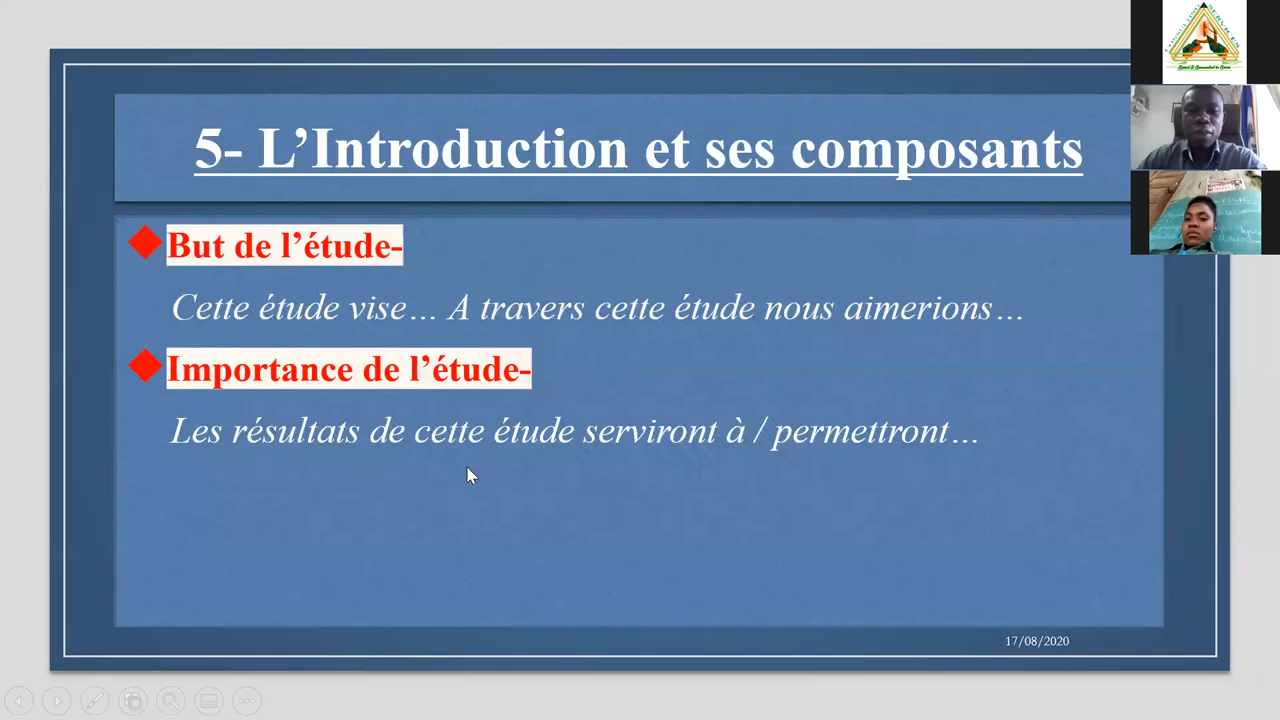 5- L’Introduction et ses composants
But de l’étude-
Cette étude vise… A travers cette étude nous aimerions…
Importance de l’étude-
Les résultats de cette étude serviront à / permettront…
17/08/2020